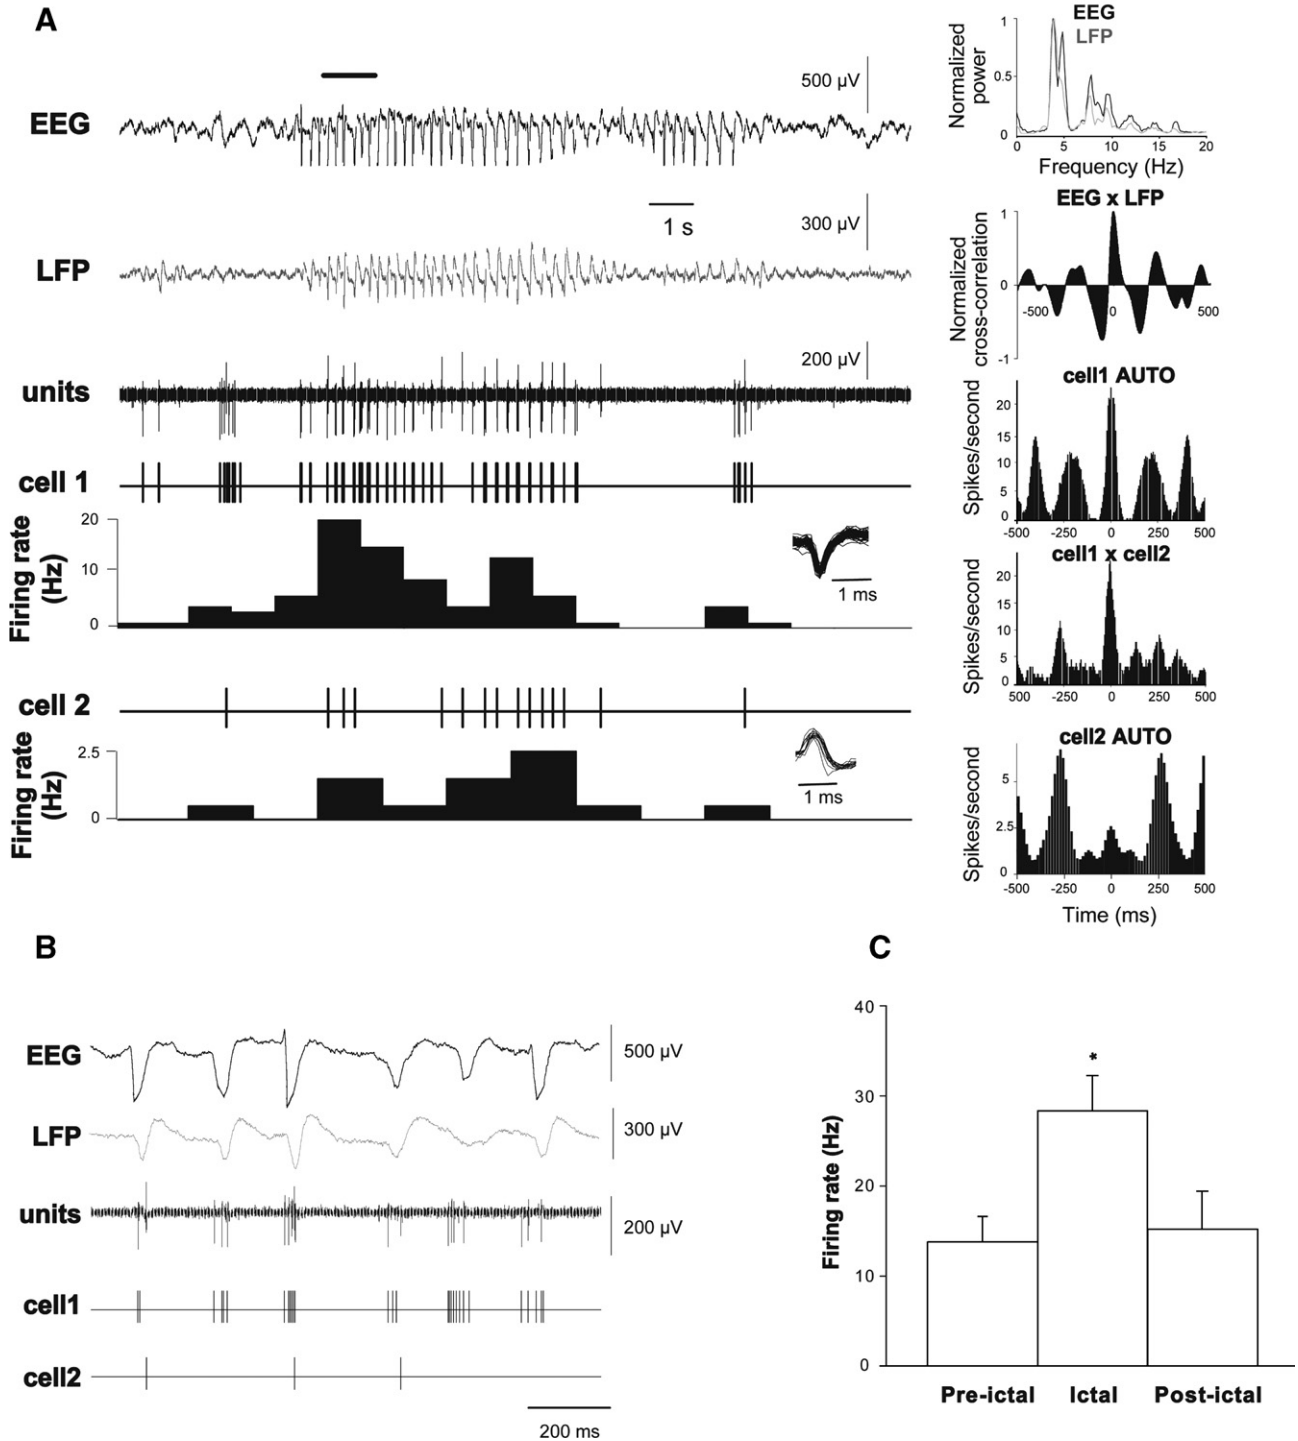 A
EEG
500 µV
1 s
LFP
300 µV
units
200 µV
cell 1
Firing rate
(Hz)
20
10
0
1 ms
cell 2
Firing rate
(Hz)
2.5
0
1 ms
EEG
LFP
Normalized
power
1
0.5
0
0 5 10 15 20
Frequency (Hz)
EEG x LFP
Normalized
cross-correlation
1
0
-1
-500 0 500
cell1 AUTO
Spikes/second
20
15
10
5
0
-500 -250 0 250 500
cell1 x cell2
Spikes/second
20
15
10
5
0
500 -250 0 250 500
cell2 AUTO
Spikes/second
5
2.5
0
-500 -250 0 250 500
Time (ms)
B
EEG
500 µV
LFP
300 µV
units
200 µV
cell1
cell2
200 ms
C
Firing rate (Hz)
40
30
20
10
0
*
Pre-ictal Ictal Post-ictal